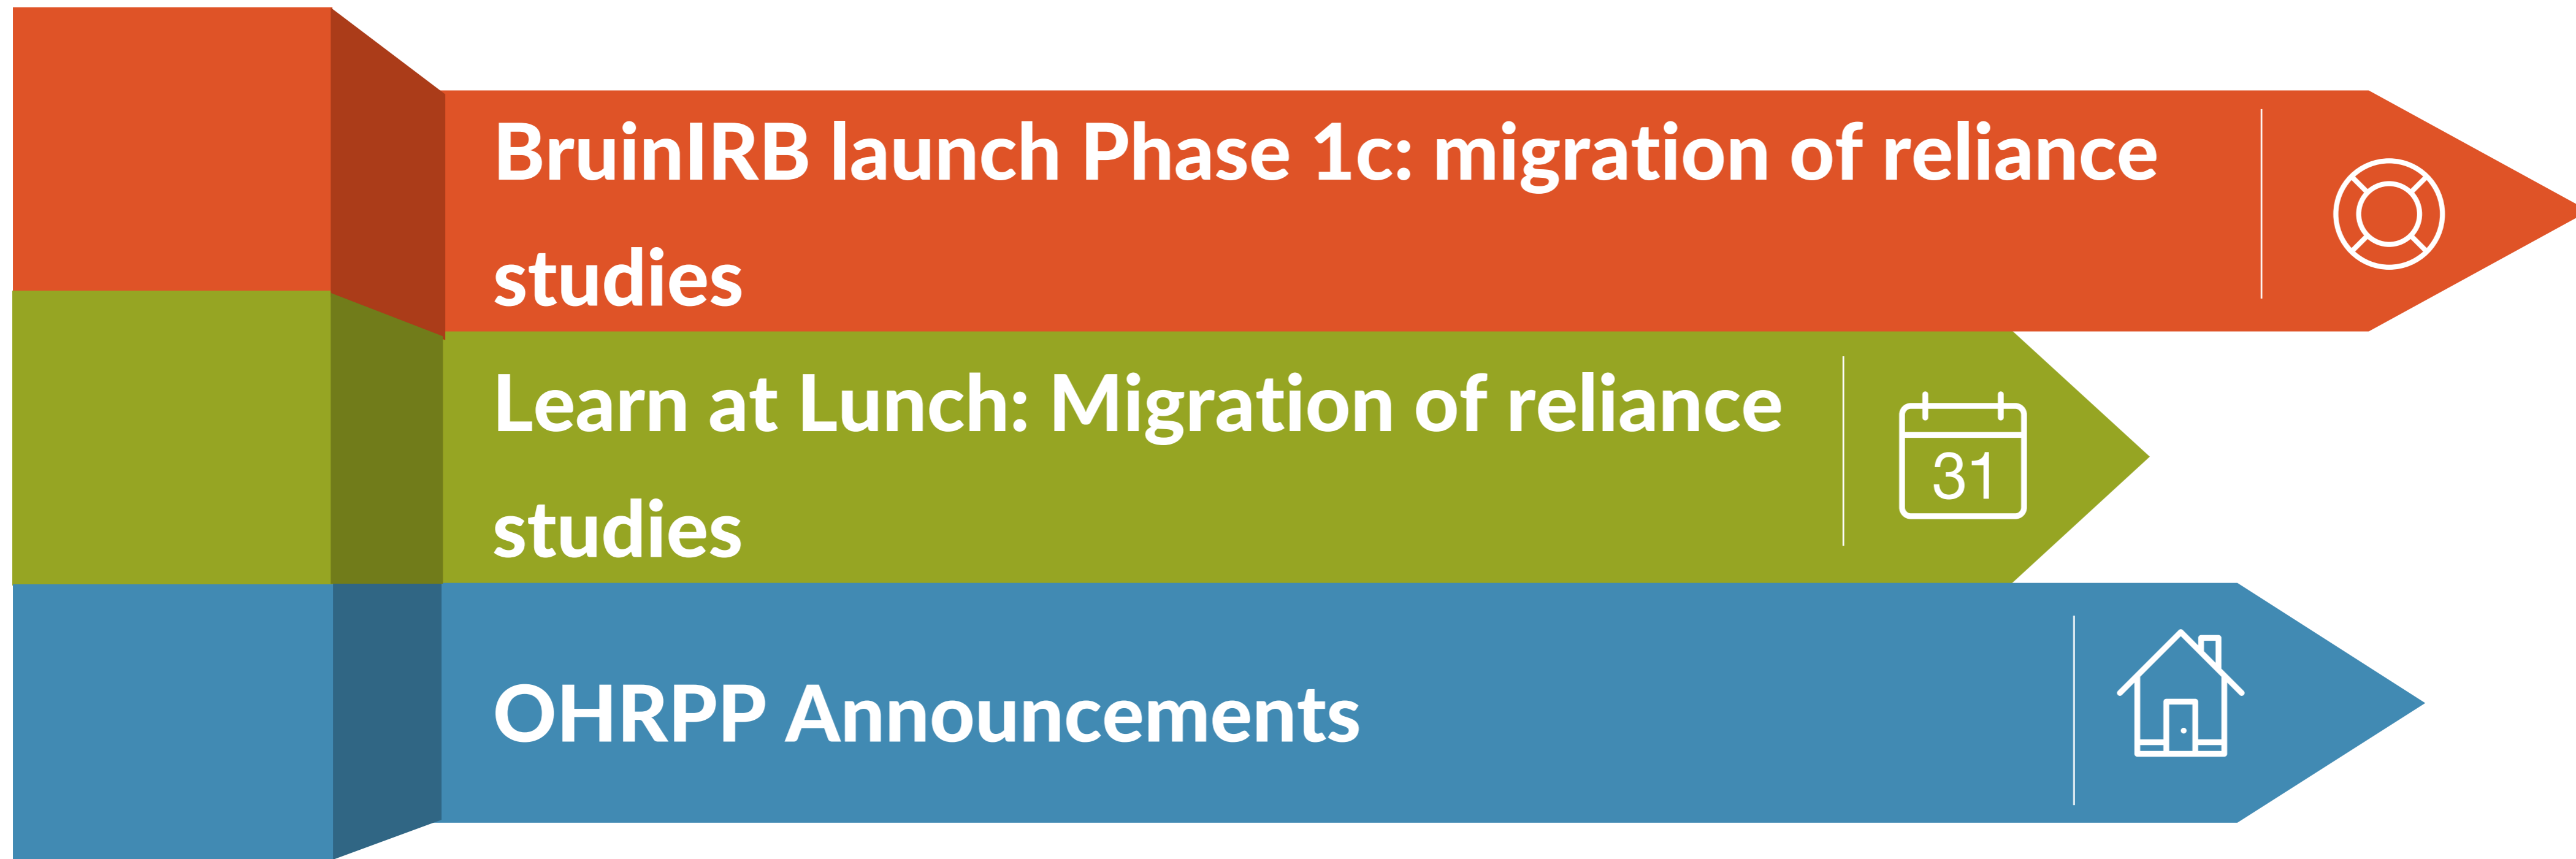 BruinIRB launch Phase 1c: migration of reliance
studies
Learn at Lunch: Migration of reliance
studies
31
OHRPP Announcements